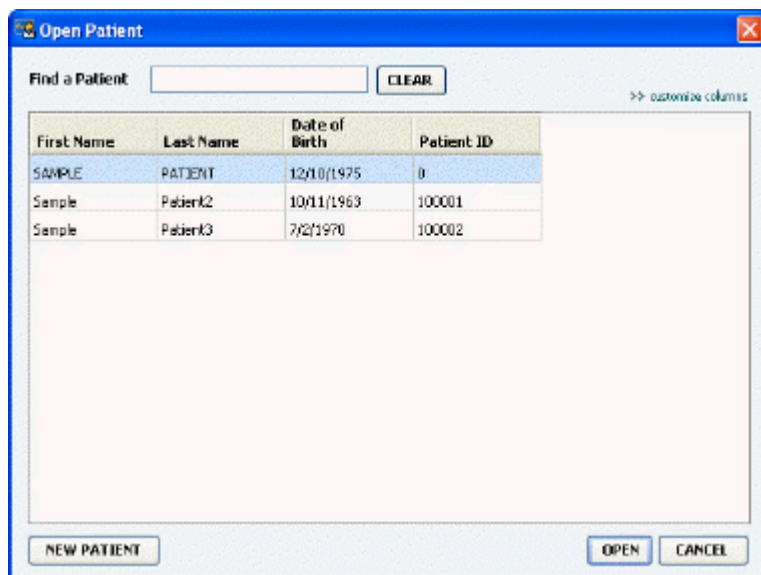 Open Patient
Find a Patient CLEAR
>> customize columns
First Name Last Name Date of Birth Patient ID
SAMPLE PATIENT 12/10/1975 0
Sample Patient2 10/11/1963 100001
Sample Patient3 7/2/1970 100002
NEW PATIENT OPEN CANCEL